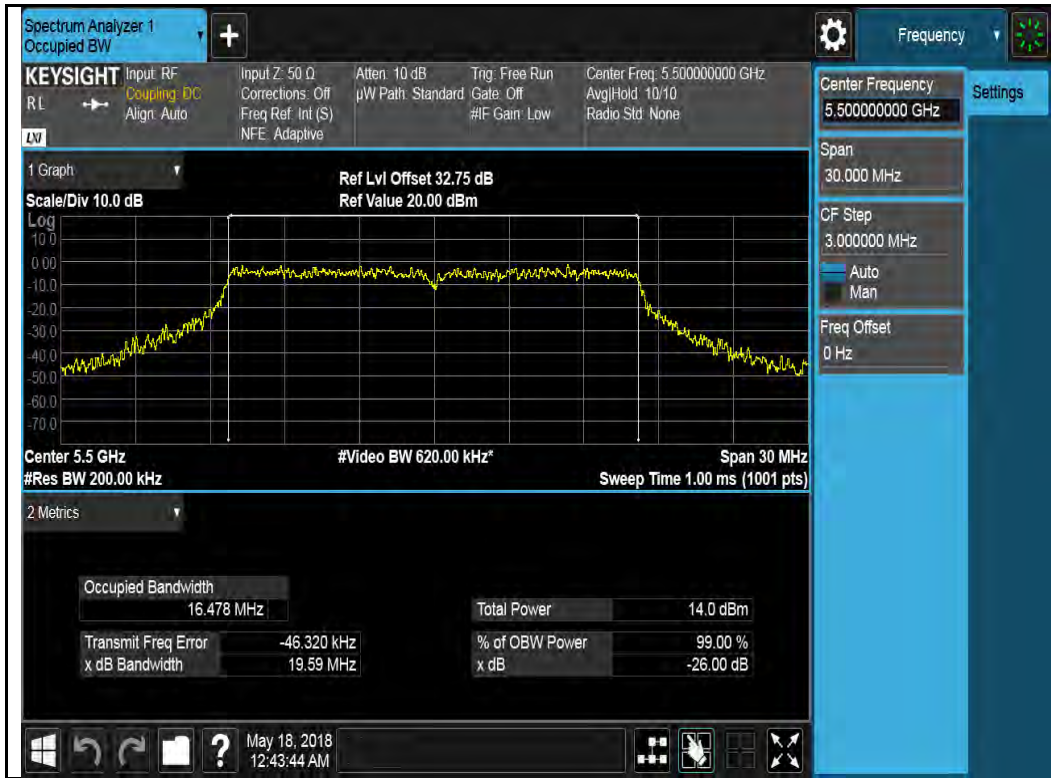 Spectrum Analyzer 1
Occupied BW
+
Frequency
KEYSIGHT
R L
LXI
Input: RF
Coupling: DC
Align: Auto
Input Z: 50 Ω
Corrections: Off
Freq Ref: Int (S)
NFE: Adaptive
Atten: 10 dB
µW Path: Standard
Trig: Free Run
Gate: Off
#IF Gain: Low
Center Freq: 5.500000000 GHz
Avg|Hold: 10/10
Radio Std: None
Center Frequency
5.500000000 GHz
Settings
Span
30.000 MHz
CF Step
3.000000 MHz
Auto
Man
Freq Offset
0 Hz
1 Graph
Scale/Div 10.0 dB
Ref Lvl Offset 32.75 dB
Ref Value 20.00 dBm
Log
10.0
0.00
-10.0
-20.0
-30.0
-40.0
-50.0
-60.0
-70.0
Center 5.5 GHz
#Video BW 620.00 kHz*
Span 30 MHz
#Res BW 200.00 kHz
Sweep Time 1.00 ms (1001 pts)
2 Metrics
Occupied Bandwidth
16.478 MHz
Total Power 14.0 dBm
Transmit Freq Error -46.320 kHz
% of OBW Power 99.00 %
x dB Bandwidth 19.59 MHz
x dB -26.00 dB
?
May 18, 2018
12:43:44 AM